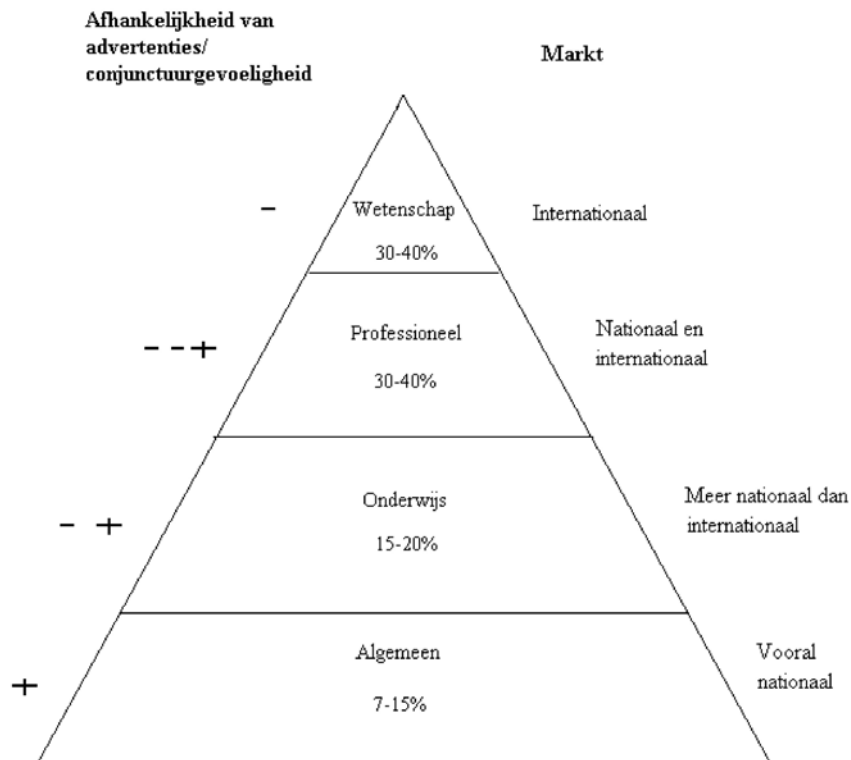 Afhankelijkheid van
advertenties/
conjunctuurgevoeligheid
Markt
- Wetenschap Internationaal
30-40%
- - + Professioneel Nationaal en
internationaal
30-40%
- + Onderwijs Meer nationaal dan
internationaal
15-20%
+ Algemeen Vooral
nationaal
7-15%